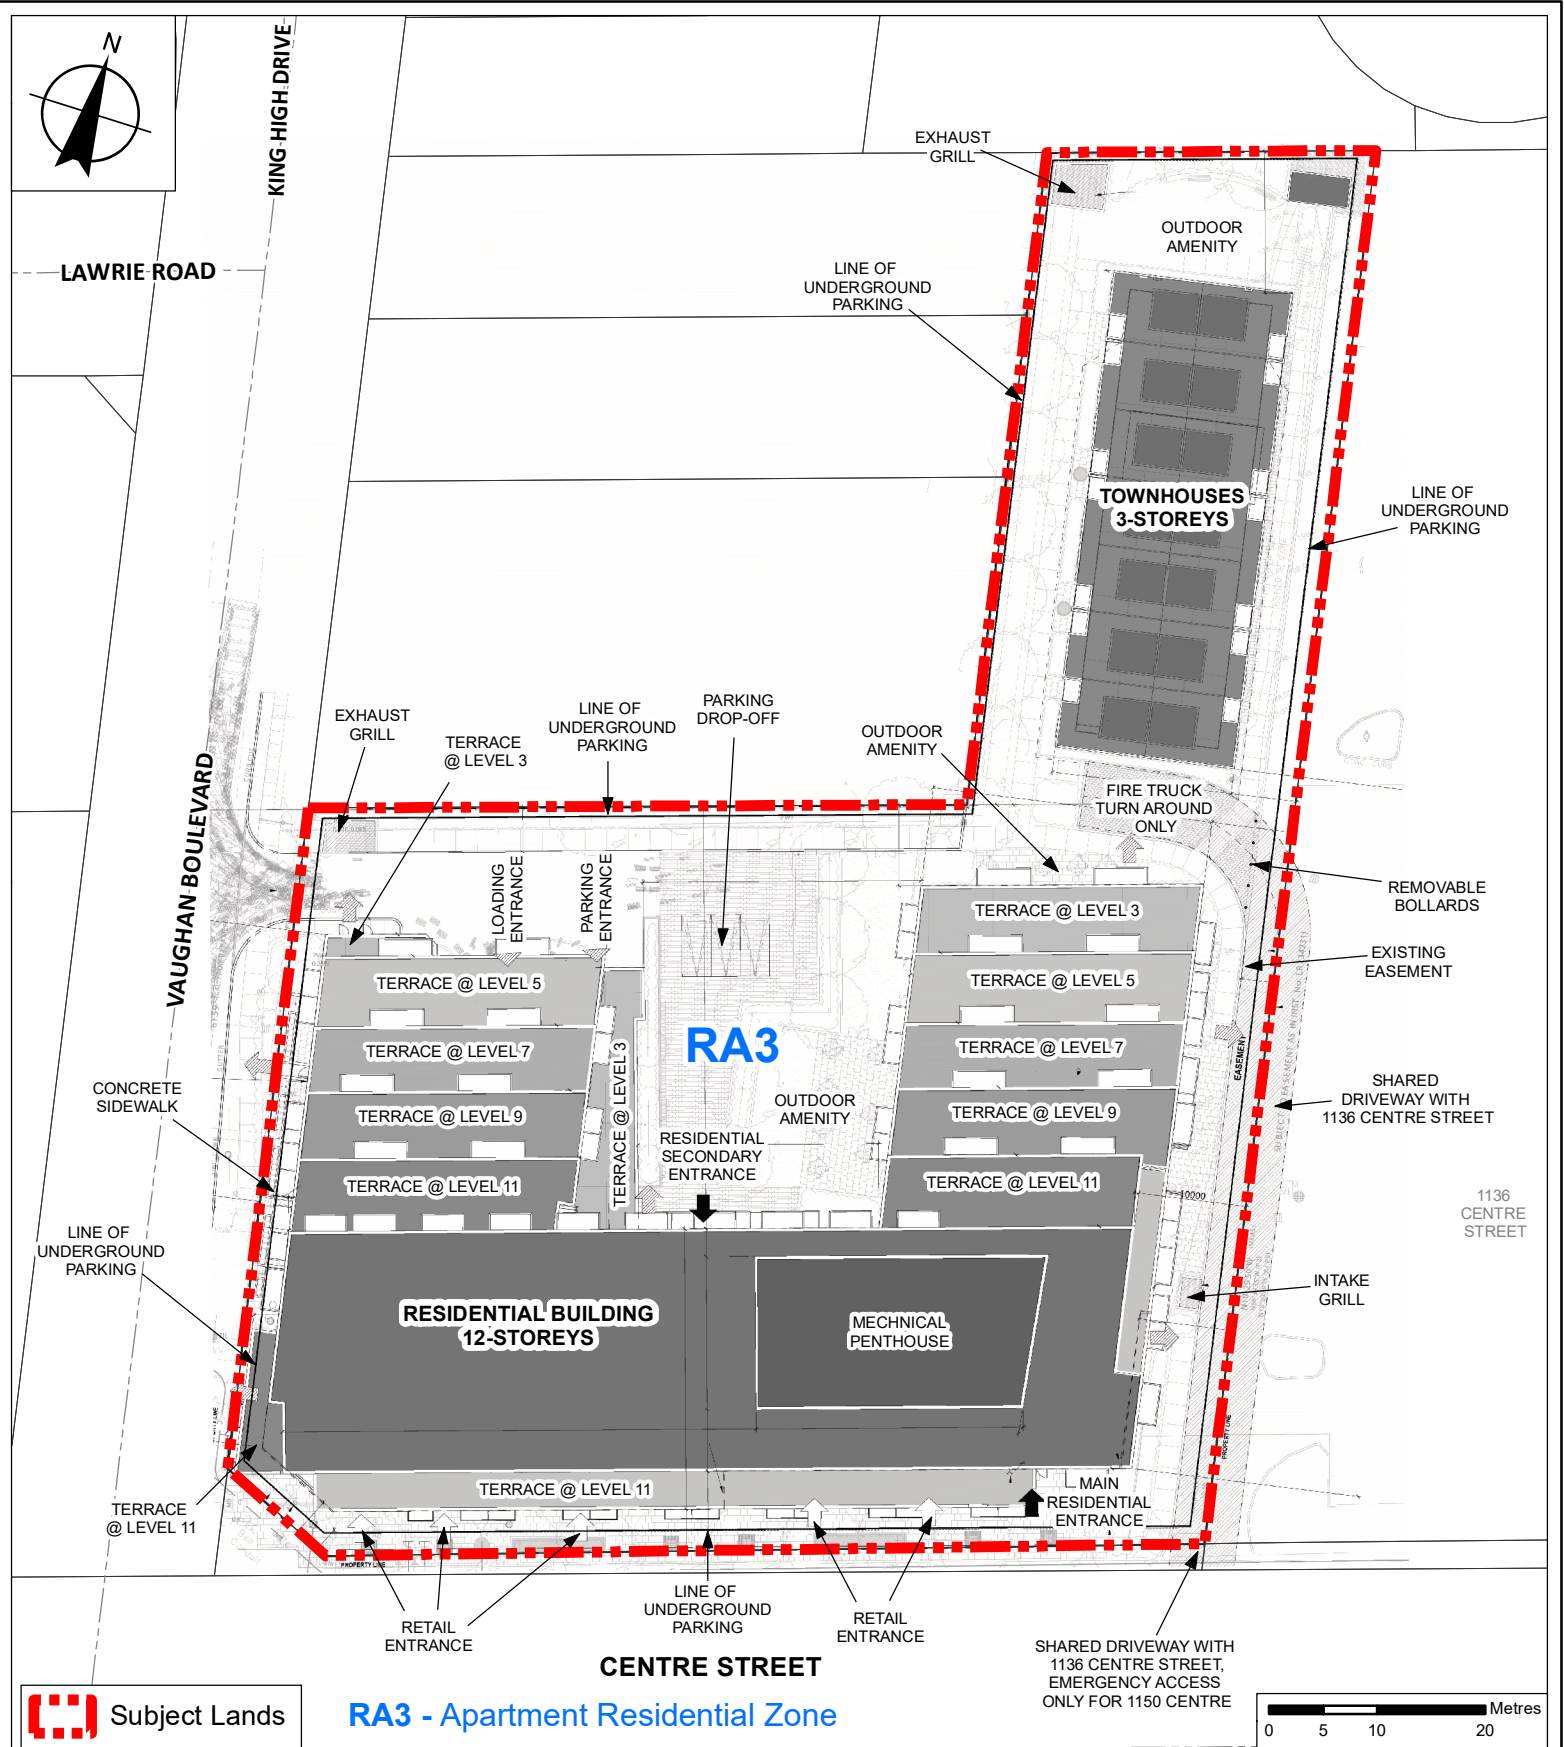 N
KING HIGH DRIVE
LAWRIE ROAD
VAUGHAN BOULEVARD
EXHAUST
GRILL
OUTDOOR
AMENITY
LINE OF
UNDERGROUND
PARKING
TOWNHOUSES
3-STOREYS
LINE OF
UNDERGROUND
PARKING
EXHAUST
GRILL
TERRACE
@ LEVEL 3
LINE OF
UNDERGROUND
PARKING
PARKING
DROP-OFF
OUTDOOR
AMENITY
FIRE TRUCK
TURN AROUND
ONLY
REMOVABLE
BOLLARDS
LOADING
ENTRANCE
PARKING
ENTRANCE
TERRACE @ LEVEL 3
EXISTING
EASEMENT
TERRACE @ LEVEL 5
TERRACE @ LEVEL 5
RA3
TERRACE @ LEVEL 7
TERRACE @ LEVEL 7
TERRACE @ LEVEL 3
EASEMENT
CONCRETE
SIDEWALK
OUTDOOR
AMENITY
SHARED
DRIVEWAY WITH
1136 CENTRE STREET
TERRACE @ LEVEL 9
TERRACE @ LEVEL 9
RESIDENTIAL
SECONDARY
ENTRANCE
TERRACE @ LEVEL 11
TERRACE @ LEVEL 11
10000
1136
CENTRE
STREET
LINE OF
UNDERGROUND
PARKING
INTAKE
GRILL
RESIDENTIAL BUILDING
12-STOREYS
MECHNICAL
PENTHOUSE
PROPERTY LINE
TERRACE @ LEVEL 11
MAIN
RESIDENTIAL
ENTRANCE
TERRACE
@ LEVEL 11
PROPERTY LINE
RETAIL
ENTRANCE
LINE OF
UNDERGROUND
PARKING
RETAIL
ENTRANCE
SHARED DRIVEWAY WITH
1136 CENTRE STREET,
EMERGENCY ACCESS
ONLY FOR 1150 CENTRE
CENTRE STREET
Subject Lands
RA3 - Apartment Residential Zone
Metres
0 5 10 20